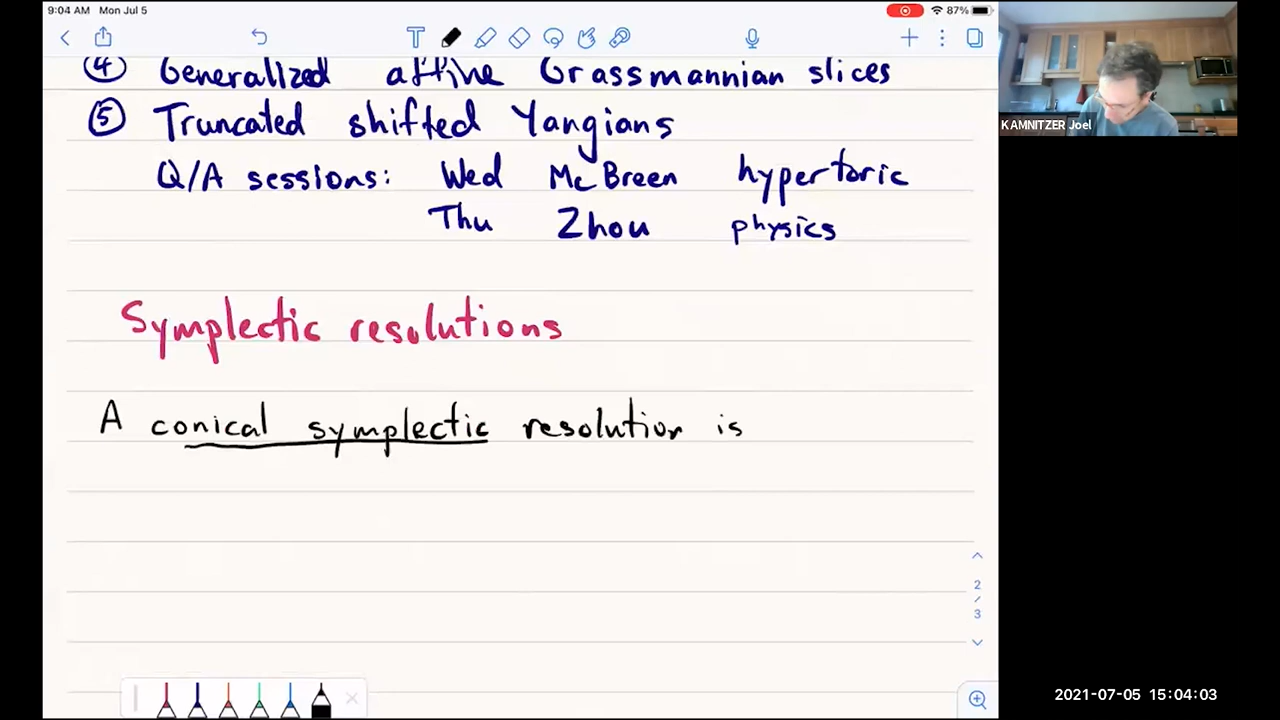 9:04 AM Mon Jul 5
87%
④ Generalized affine Grassmannian slices
⑤ Truncated shifted Yangians
Q/A sessions: Wed McBreen hypertoric
Thu Zhou physics
Symplectic resolutions
A conical symplectic resolution is
2
/
3
KAMNITZER Joel
2021-07-05 15:04:03